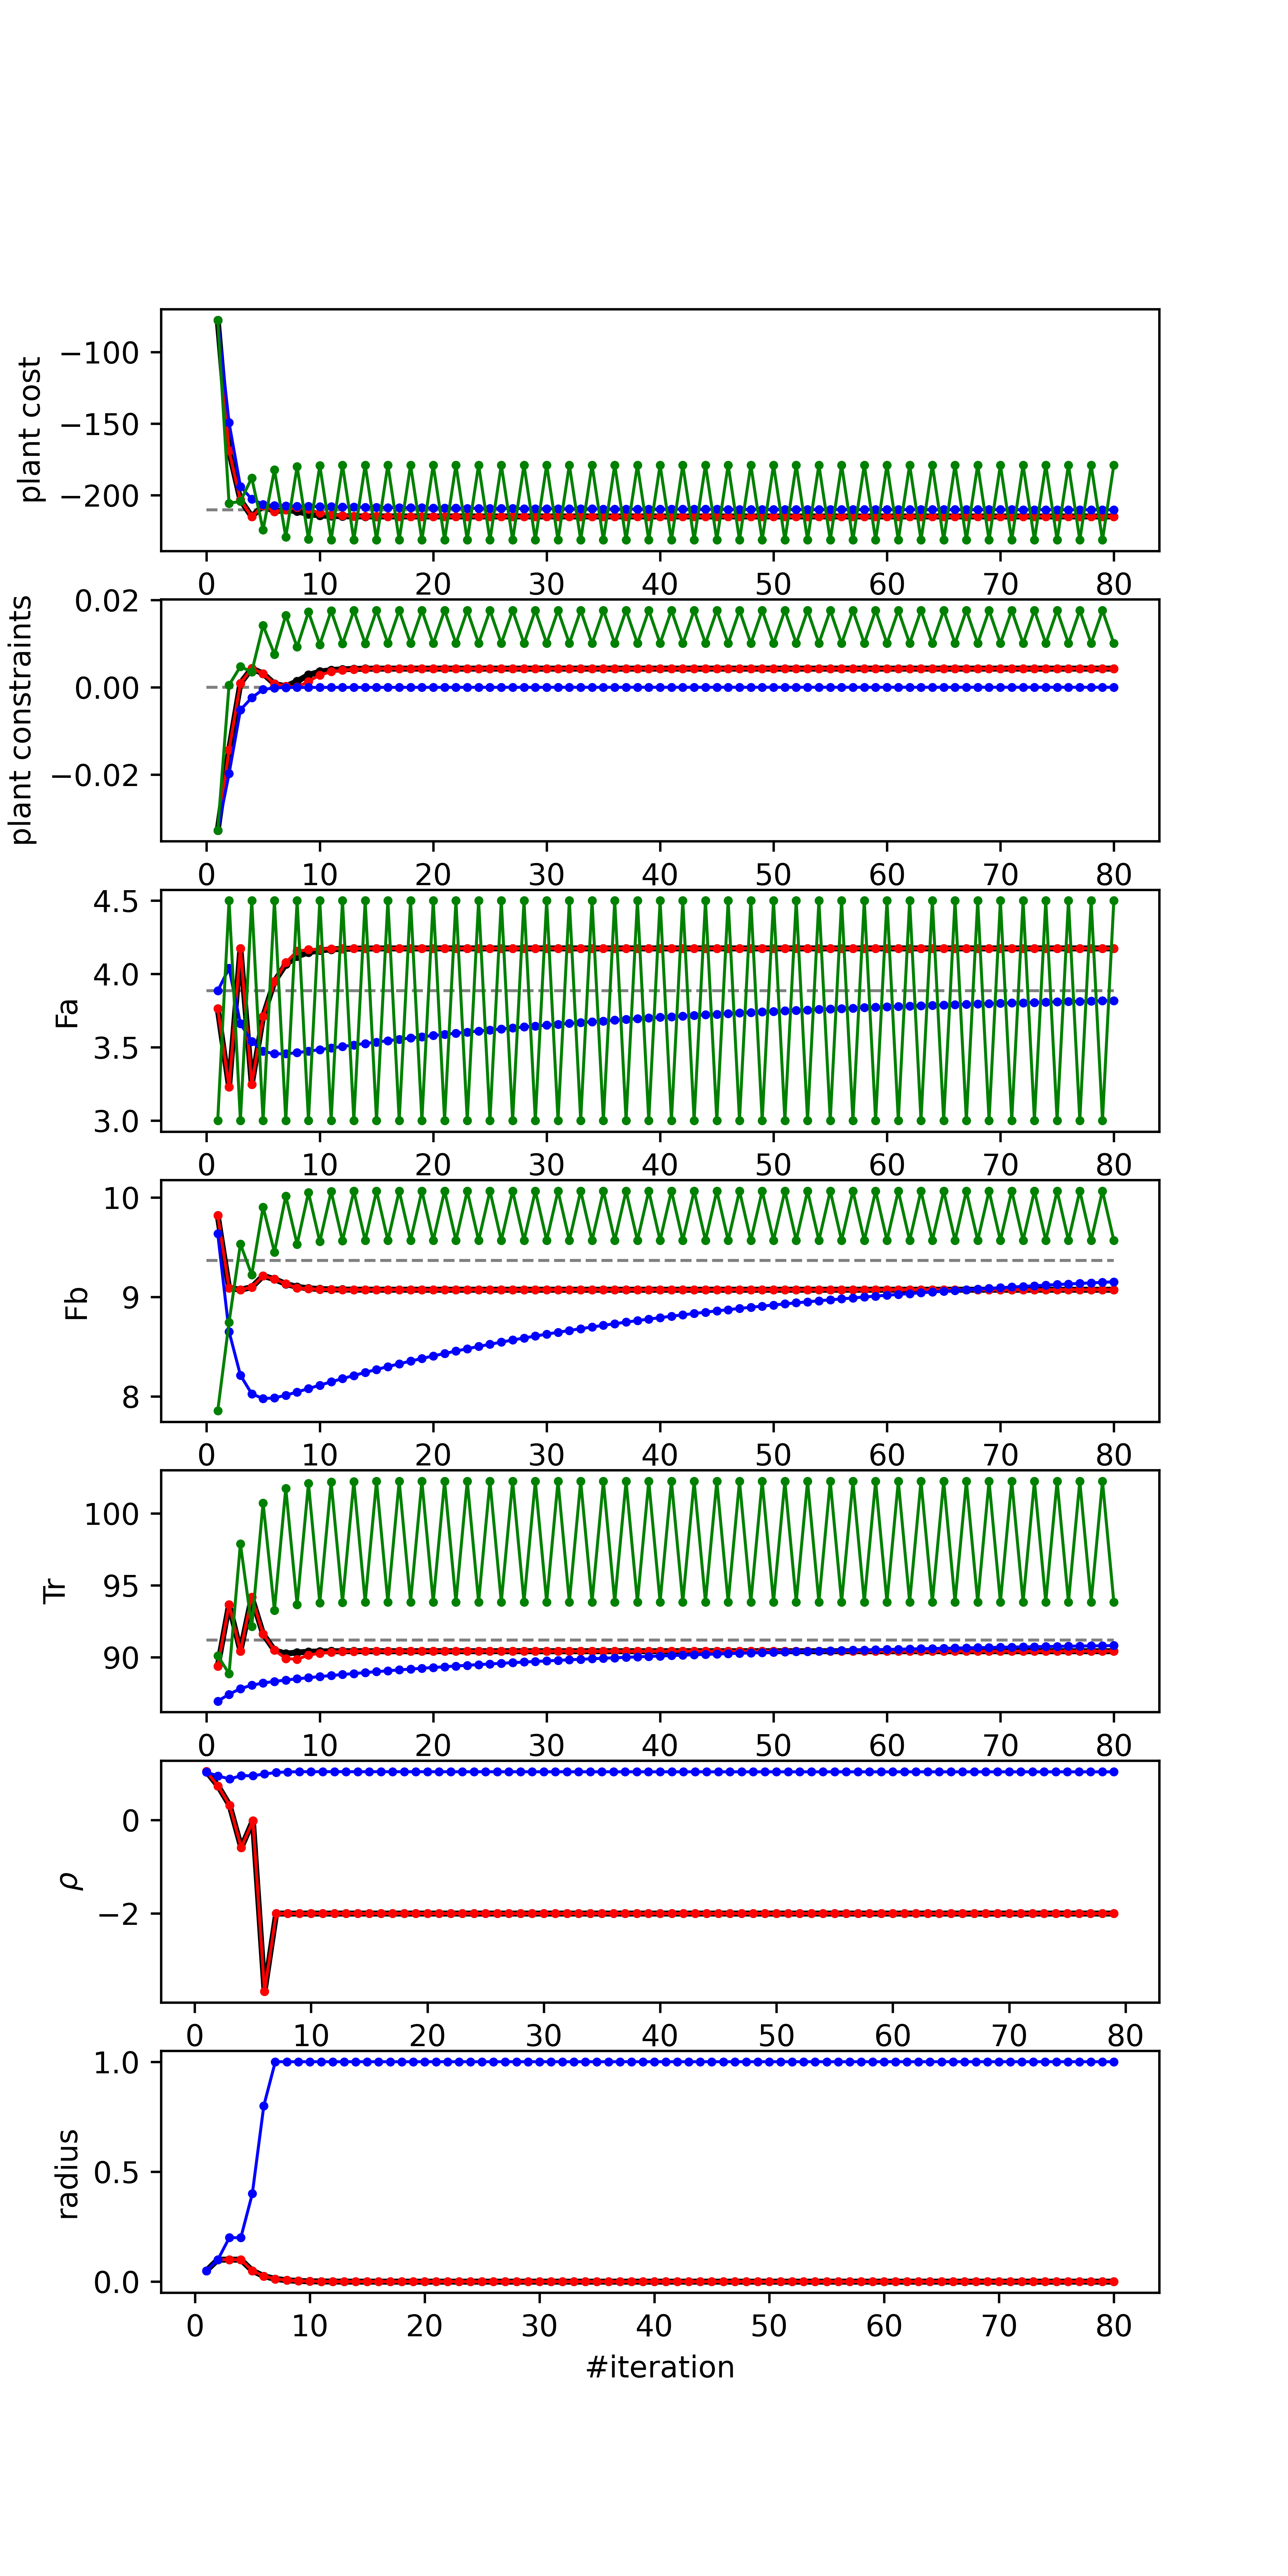 plant cost
−100
−150
−200
0 10 20 30 40 50 60 70 80
plant constraints
0.02
0.00
−0.02
0 10 20 30 40 50 60 70 80
Fa
4.5
4.0
3.5
3.0
0 10 20 30 40 50 60 70 80
Fb
10
9
8
0 10 20 30 40 50 60 70 80
Tr
100
95
90
0 10 20 30 40 50 60 70 80
ρ
0
−2
0 10 20 30 40 50 60 70 80
radius
1.0
0.5
0.0
0 10 20 30 40 50 60 70 80
#iteration